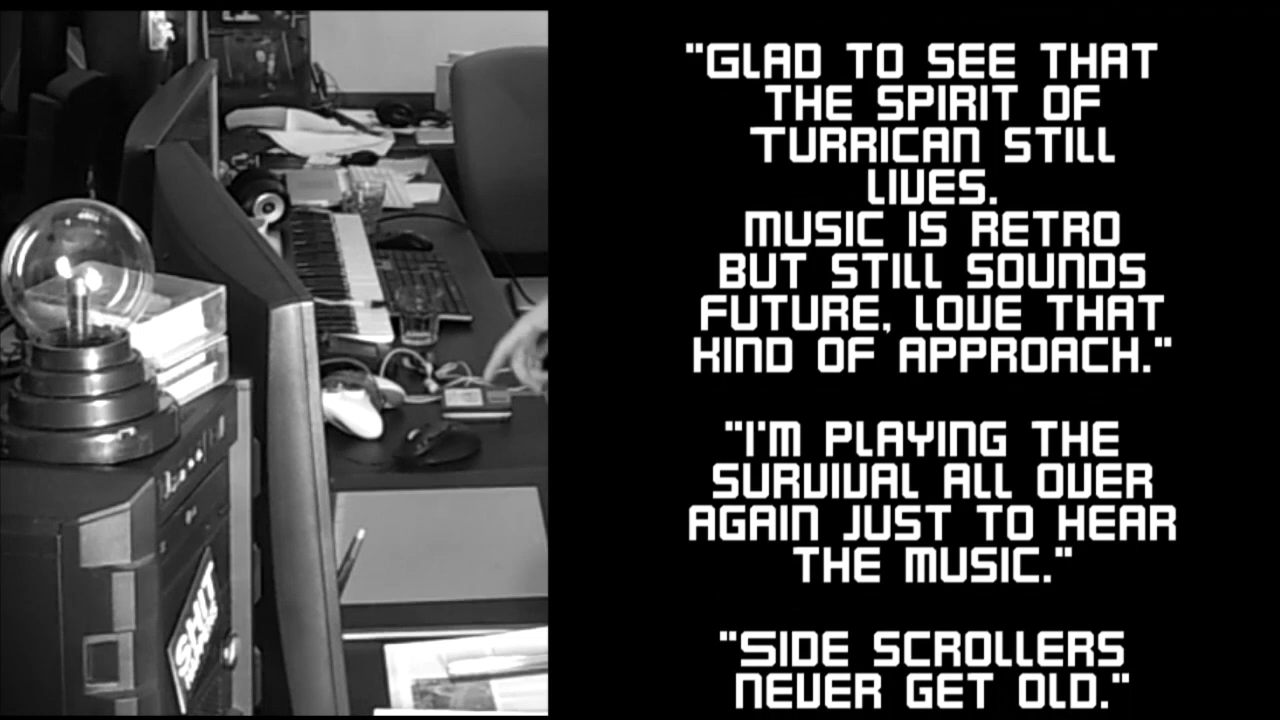 "GLAD TO SEE THAT
THE SPIRIT OF
TURRICAN STILL
LIVES.
MUSIC IS RETRO
BUT STILL SOUNDS
FUTURE, LOVE THAT
KIND OF APPROACH."
"I'M PLAYING THE
SURVIVAL ALL OVER
AGAIN JUST TO HEAR
THE MUSIC."
"SIDE SCROLLERS
NEVER GET OLD."
SHIT